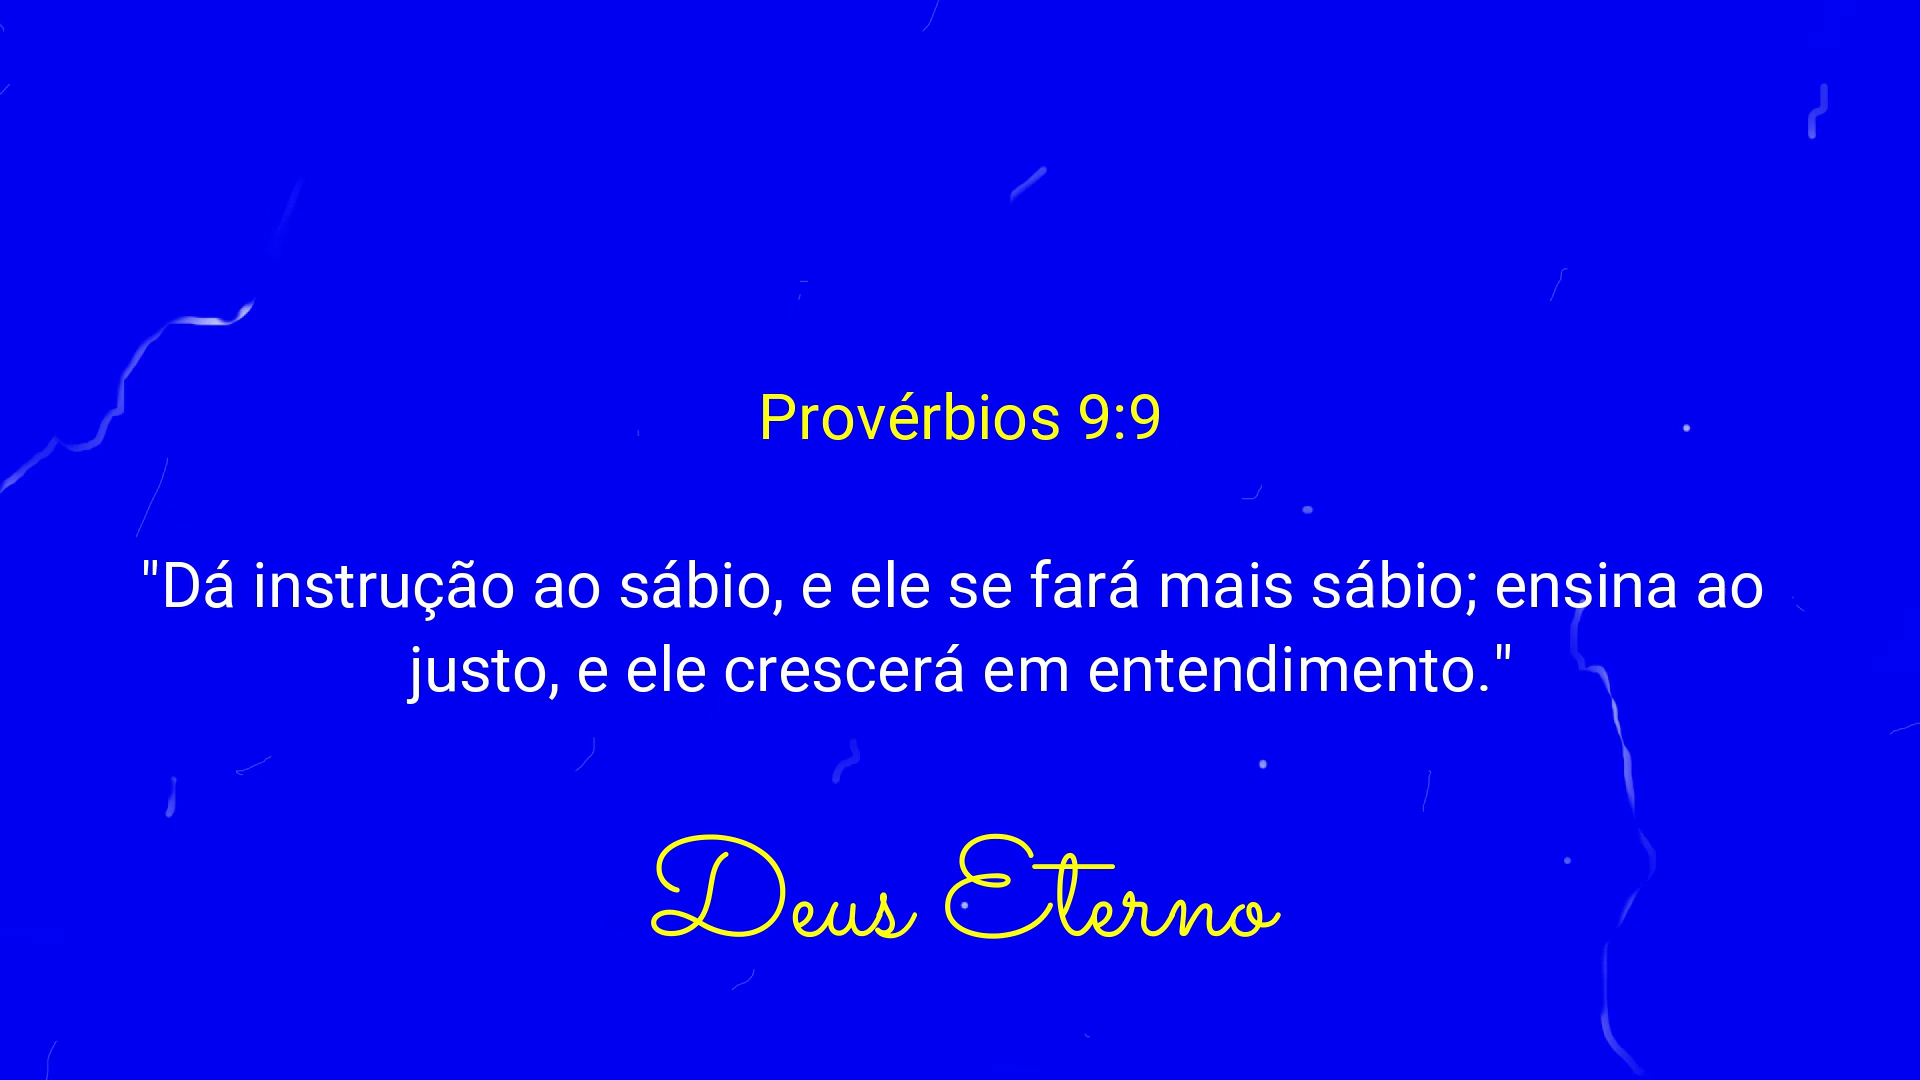 Provérbios 9:9
"Dá instrução ao sábio, e ele se fará mais sábio; ensina ao
justo, e ele crescerá em entendimento."
Deus Eterno